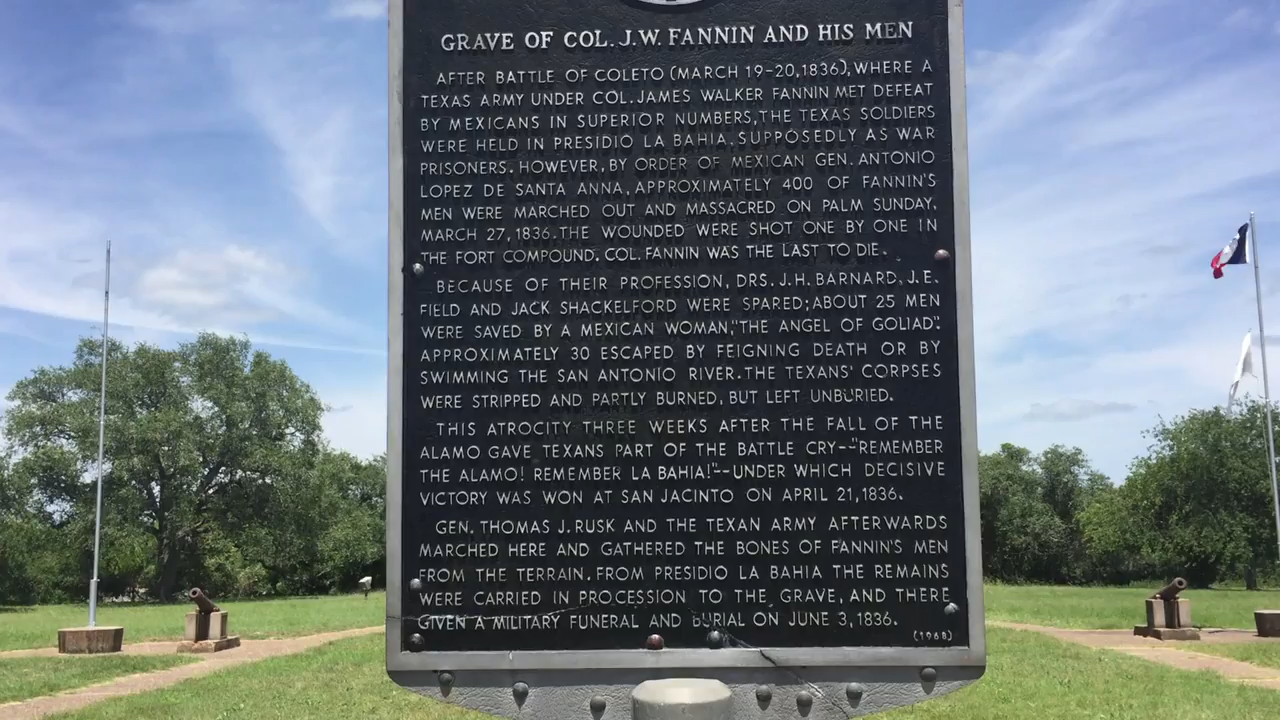 GRAVE OF COL. J.W. FANNIN AND HIS MEN
AFTER BATTLE OF COLETO (MARCH 19-20,1836), WHERE A
TEXAS ARMY UNDER COL. JAMES WALKER FANNIN MET DEFEAT
BY MEXICANS IN SUPERIOR NUMBERS, THE TEXAS SOLDIERS
WERE HELD IN PRESIDIO LA BAHIA, SUPPOSEDLY AS WAR
PRISONERS. HOWEVER, BY ORDER OF MEXICAN GEN. ANTONIO
LOPEZ DE SANTA ANNA, APPROXIMATELY 400 OF FANNIN'S
MEN WERE MARCHED OUT AND MASSACRED ON PALM SUNDAY,
MARCH 27, 1836. THE WOUNDED WERE SHOT ONE BY ONE IN
THE FORT COMPOUND. COL. FANNIN WAS THE LAST TO DIE.
BECAUSE OF THEIR PROFESSION, DRS. J.H. BARNARD, J.E.
FIELD AND JACK SHACKELFORD WERE SPARED; ABOUT 25 MEN
WERE SAVED BY A MEXICAN WOMAN, "THE ANGEL OF GOLIAD".
APPROXIMATELY 30 ESCAPED BY FEIGNING DEATH OR BY
SWIMMING THE SAN ANTONIO RIVER. THE TEXANS' CORPSES
WERE STRIPPED AND PARTLY BURNED, BUT LEFT UNBURIED.
THIS ATROCITY THREE WEEKS AFTER THE FALL OF THE
ALAMO GAVE TEXANS PART OF THE BATTLE CRY--"REMEMBER
THE ALAMO! REMEMBER LA BAHIA!"--UNDER WHICH DECISIVE
VICTORY WAS WON AT SAN JACINTO ON APRIL 21, 1836.
GEN. THOMAS J. RUSK AND THE TEXAN ARMY AFTERWARDS
MARCHED HERE AND GATHERED THE BONES OF FANNIN'S MEN
FROM THE TERRAIN. FROM PRESIDIO LA BAHIA THE REMAINS
WERE CARRIED IN PROCESSION TO THE GRAVE, AND THERE
GIVEN A MILITARY FUNERAL AND BURIAL ON JUNE 3, 1836.
(1968)